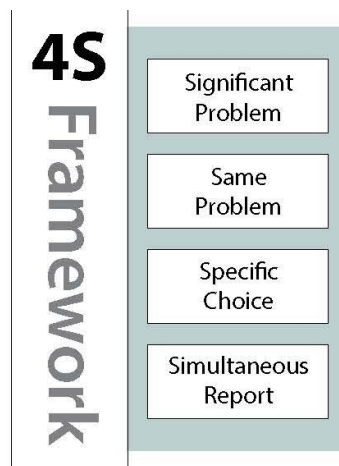 4S
Framework
Significant
Problem
Same
Problem
Specific
Choice
Simultaneous
Report